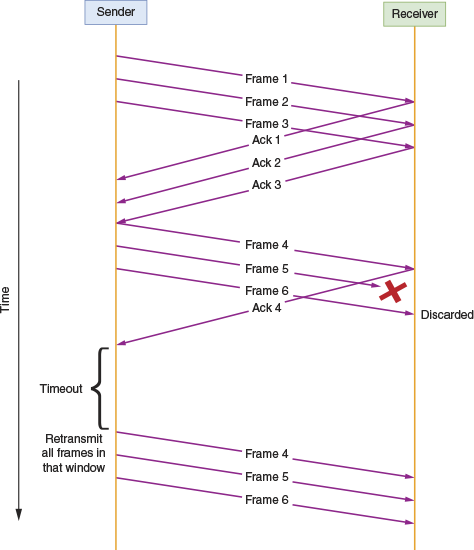 Sender
Receiver
Frame 1
Frame 2
Frame 3
Ack 1
Ack 2
Ack 3
Frame 4
Frame 5
Frame 6
Ack 4
Discarded
Time
Timeout
Retransmit
all frames in
that window
Frame 4
Frame 5
Frame 6